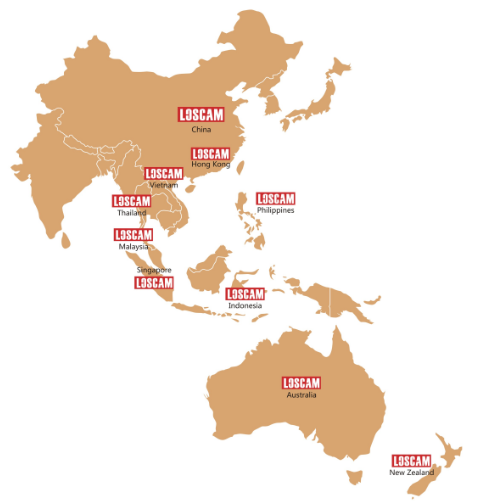 LOSCAM
China
LOSCAM
Hong Kong
LOSCAM
Vietnam
LOSCAM
Thailand
LOSCAM
Philippines
LOSCAM
Malaysia
Singapore
LOSCAM
LOSCAM
Indonesia
LOSCAM
Australia
LOSCAM
New Zealand